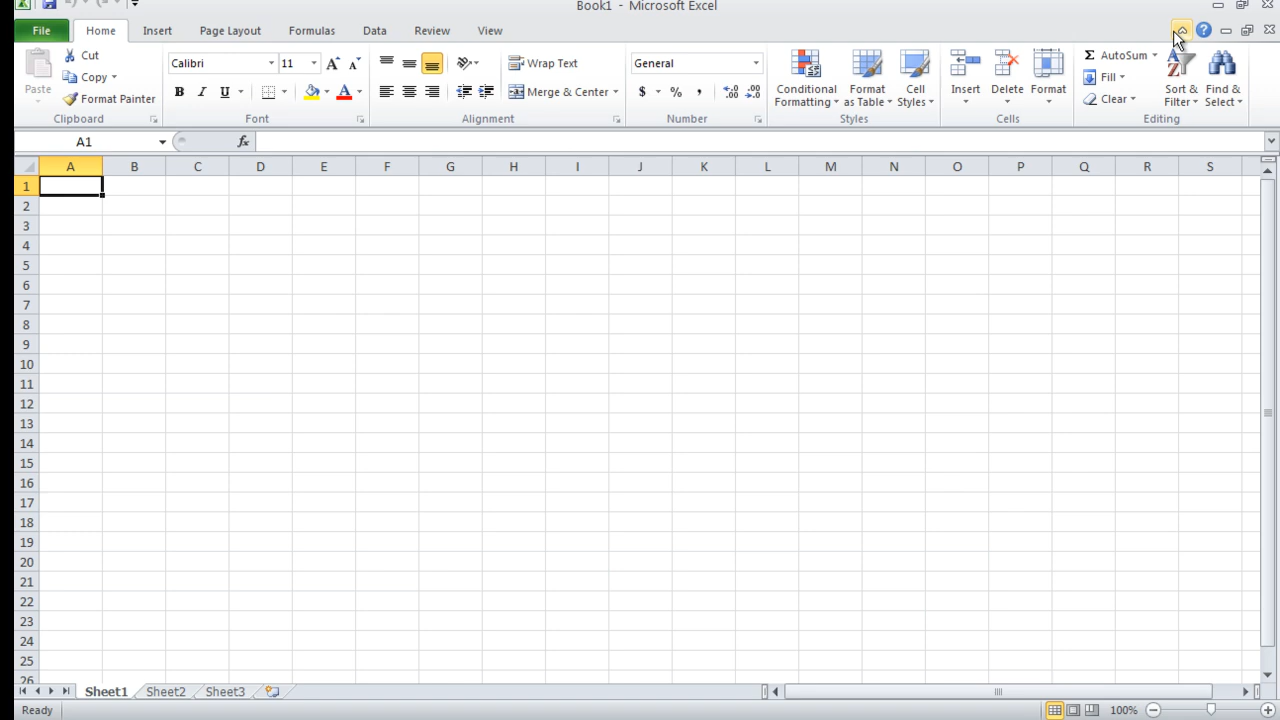 Book1 - Microsoft Excel
File Home Insert Page Layout Formulas Data Review View
Paste
Cut
Copy
Format Painter
Clipboard
Calibri 11
B I U A
Font
Wrap Text
Merge & Center
Alignment
General
$ % ,
Number
Conditional
Formatting
Format
as Table
Cell
Styles
Styles
Insert Delete Format
Cells
Σ AutoSum
Fill
Clear
Sort &
Filter
Find &
Select
Editing
A1 fx
A B C D E F G H I J K L M N O P Q R S
1
2
3
4
5
6
7
8
9
10
11
12
13
14
15
16
17
18
19
20
21
22
23
24
25
26
Sheet1 Sheet2 Sheet3
Ready 100%